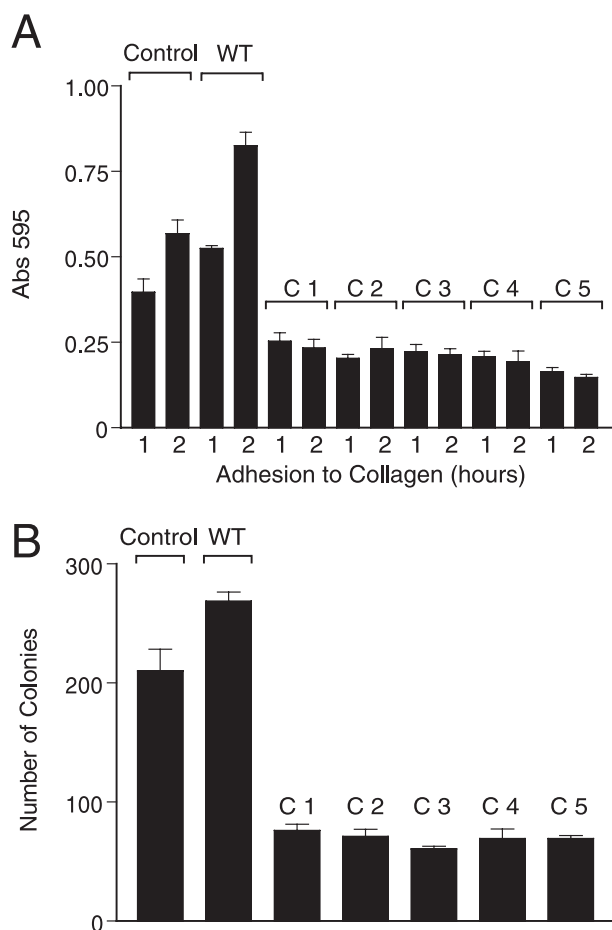 A
Control WT
1.00
0.75
0.50
0.25
0
Abs 595
C 1 C 2 C 3 C 4 C 5
1 2 1 2 1 2 1 2 1 2 1 2 1 2
Adhesion to Collagen (hours)
B
Control WT
300
200
100
0
Number of Colonies
C 1 C 2 C 3 C 4 C 5